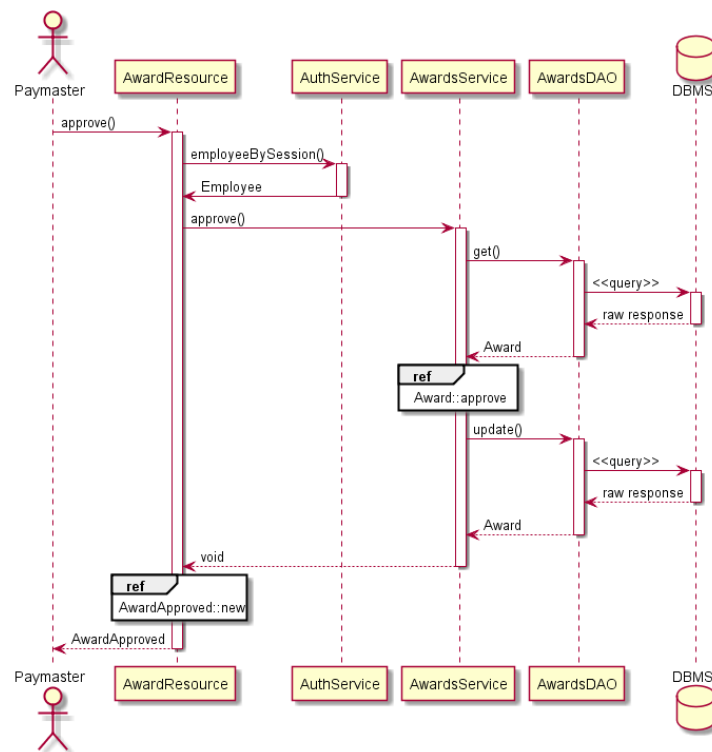 Paymaster
AwardResource
AuthService
AwardsService
AwardsDAO
DBMS
approve()
employeeBySession()
Employee
approve()
get()
<<query>>
raw response
Award
ref
Award::approve
update()
<<query>>
raw response
Award
void
ref
AwardApproved::new
AwardApproved
Paymaster
AwardResource
AuthService
AwardsService
AwardsDAO
DBMS